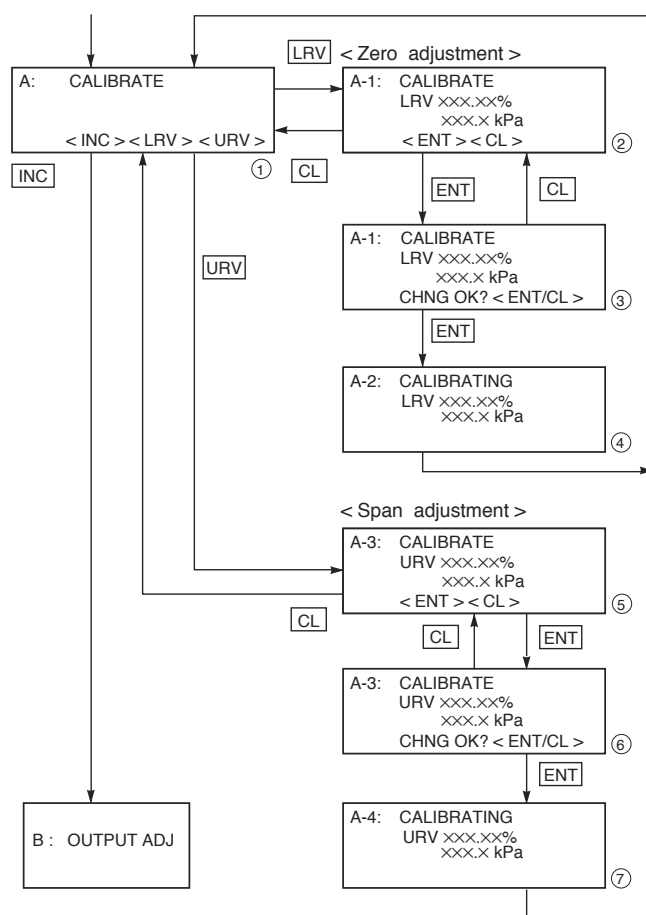 LRV < Zero adjustment >
A: CALIBRATE
< INC > < LRV > < URV >
①
A-1: CALIBRATE
LRV ×××.××%
×××.× kPa
< ENT > < CL >
②
INC
CL
ENT
CL
A-1: CALIBRATE
LRV ×××.××%
×××.× kPa
CHNG OK? < ENT/CL >
③
URV
ENT
A-2: CALIBRATING
LRV ×××.××%
×××.× kPa
④
< Span adjustment >
A-3: CALIBRATE
URV ×××.××%
×××.× kPa
< ENT > < CL >
⑤
CL
CL
ENT
A-3: CALIBRATE
URV ×××.××%
×××.× kPa
CHNG OK? < ENT/CL >
⑥
ENT
B : OUTPUT ADJ
A-4: CALIBRATING
URV ×××.××%
×××.× kPa
⑦